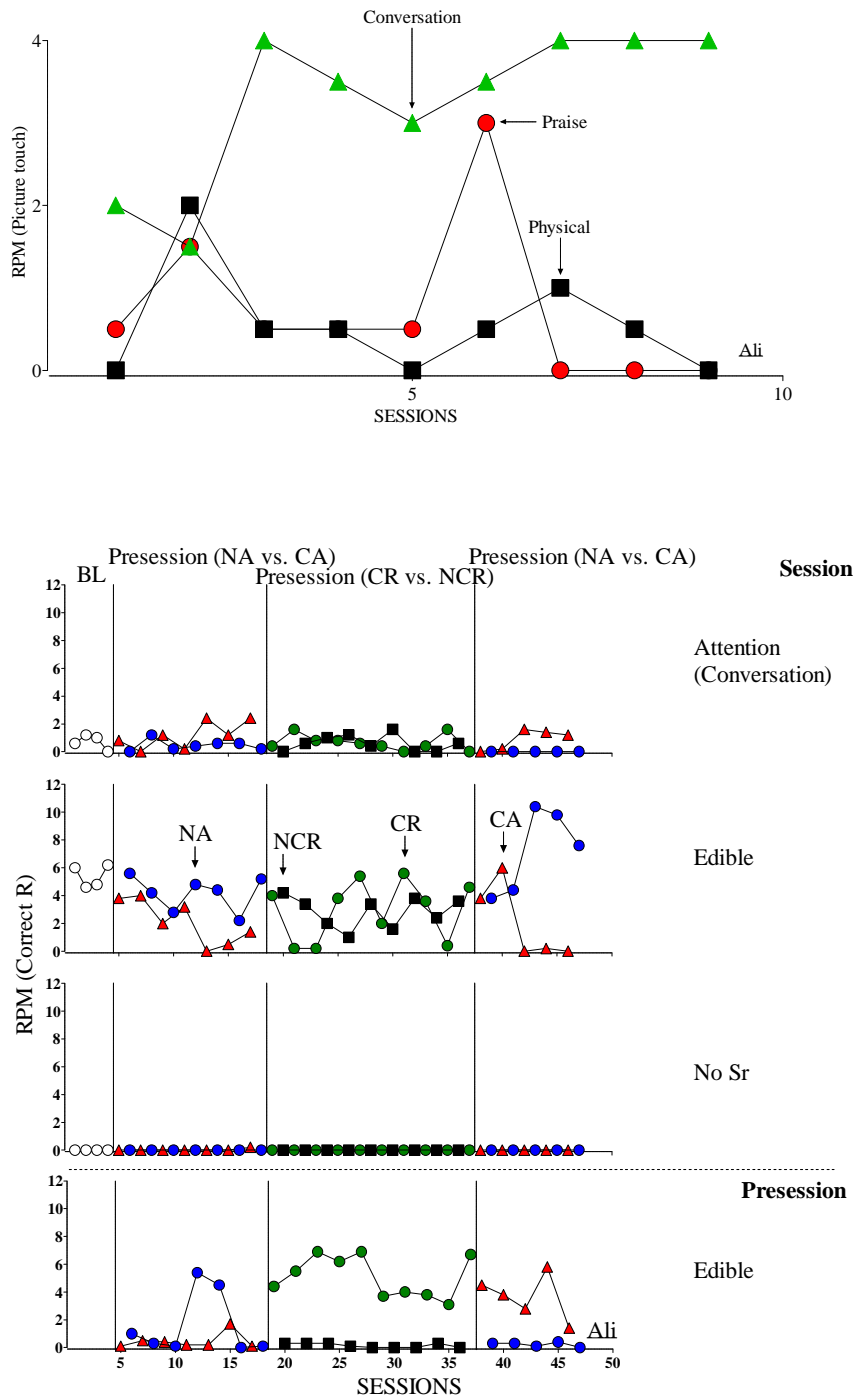 Conversation
4
Praise
RPM (Picture touch)
2
Physical
0
Ali
5
10
SESSIONS
Presession (NA vs. CA)
Presession (NA vs. CA)
Session
BL
Presession (CR vs. NCR)
12
10
8
6
4
2
0
Attention
(Conversation)
12
10
8
6
4
2
0
NA
NCR
CR
CA
Edible
RPM (Correct R)
12
10
8
6
4
2
0
No Sr
Presession
12
10
8
6
4
2
0
Edible
Ali
5 10 15 20 25 30 35 40 45 50
SESSIONS